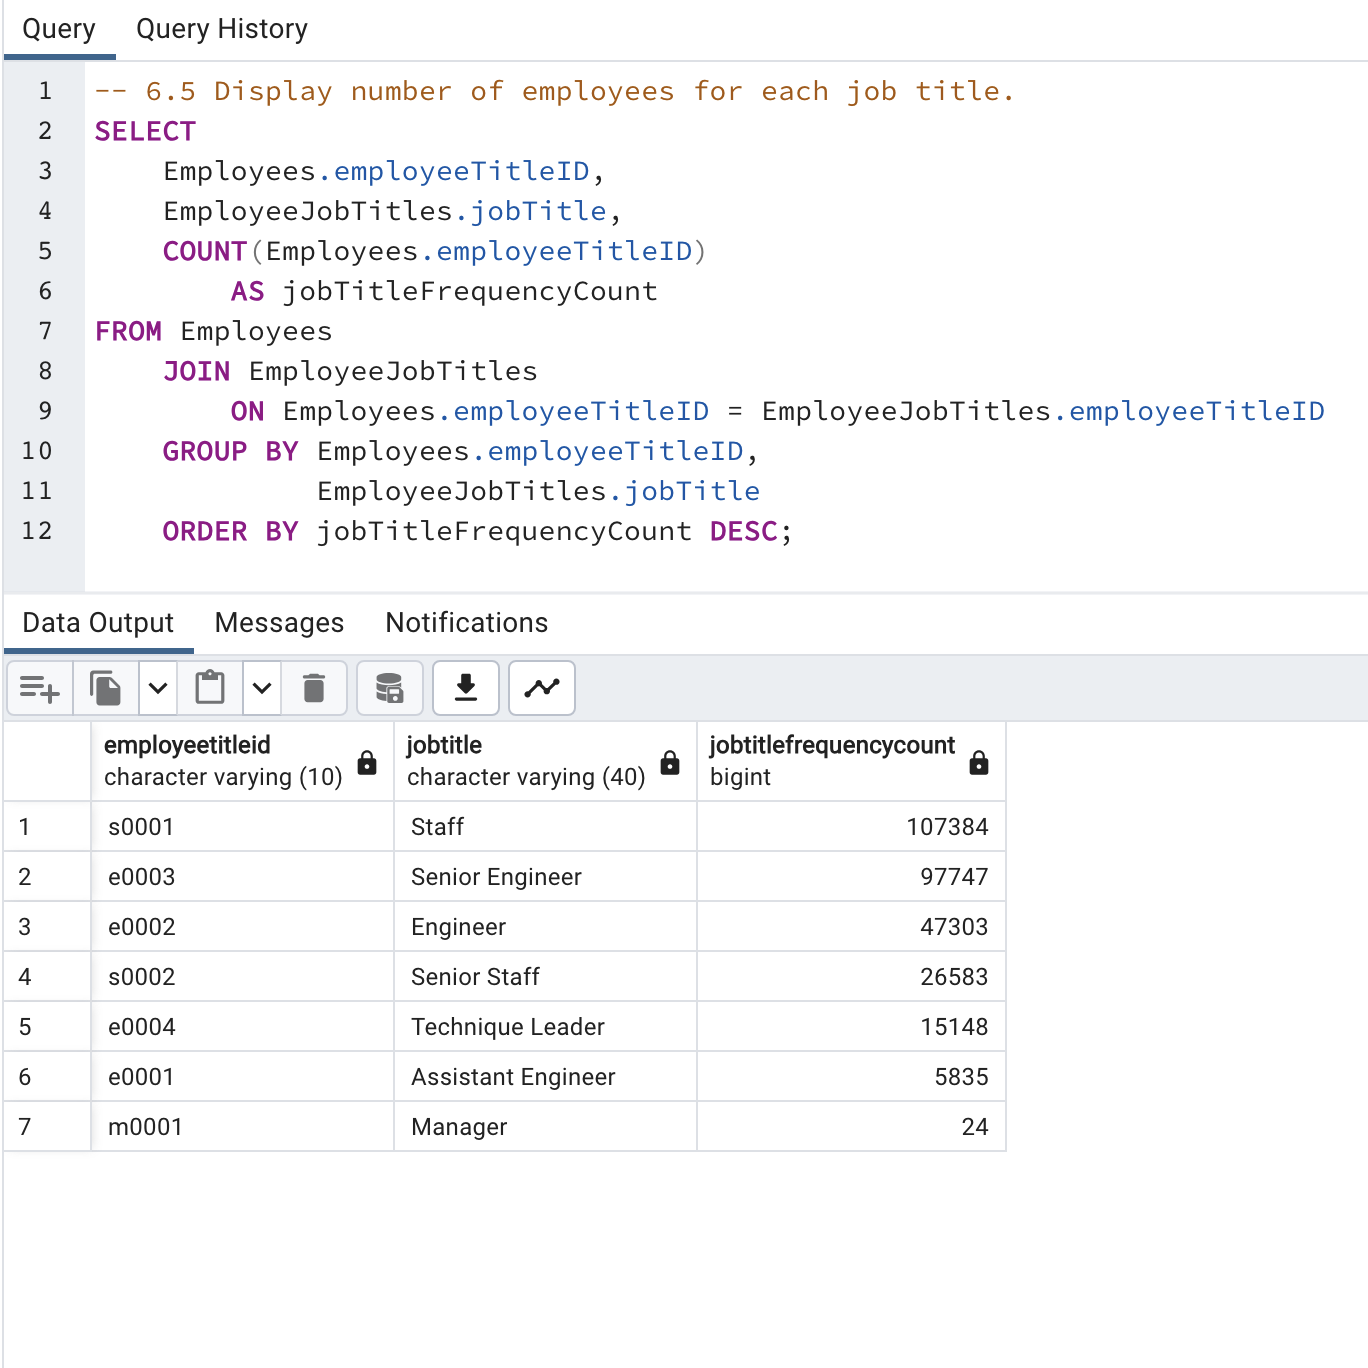 Query Query History
1 -- 6.5 Display number of employees for each job title.
2 SELECT
3 Employees.employeeTitleID,
4 EmployeeJobTitles.jobTitle,
5 COUNT(Employees.employeeTitleID)
6 AS jobTitleFrequencyCount
7 FROM Employees
8 JOIN EmployeeJobTitles
9 ON Employees.employeeTitleID = EmployeeJobTitles.employeeTitleID
10 GROUP BY Employees.employeeTitleID,
11 EmployeeJobTitles.jobTitle
12 ORDER BY jobTitleFrequencyCount DESC;
Data Output Messages Notifications
employeetitleid jobtitle jobtitlefrequencycount
character varying (10) character varying (40) bigint
1 s0001 Staff 107384
2 e0003 Senior Engineer 97747
3 e0002 Engineer 47303
4 s0002 Senior Staff 26583
5 e0004 Technique Leader 15148
6 e0001 Assistant Engineer 5835
7 m0001 Manager 24